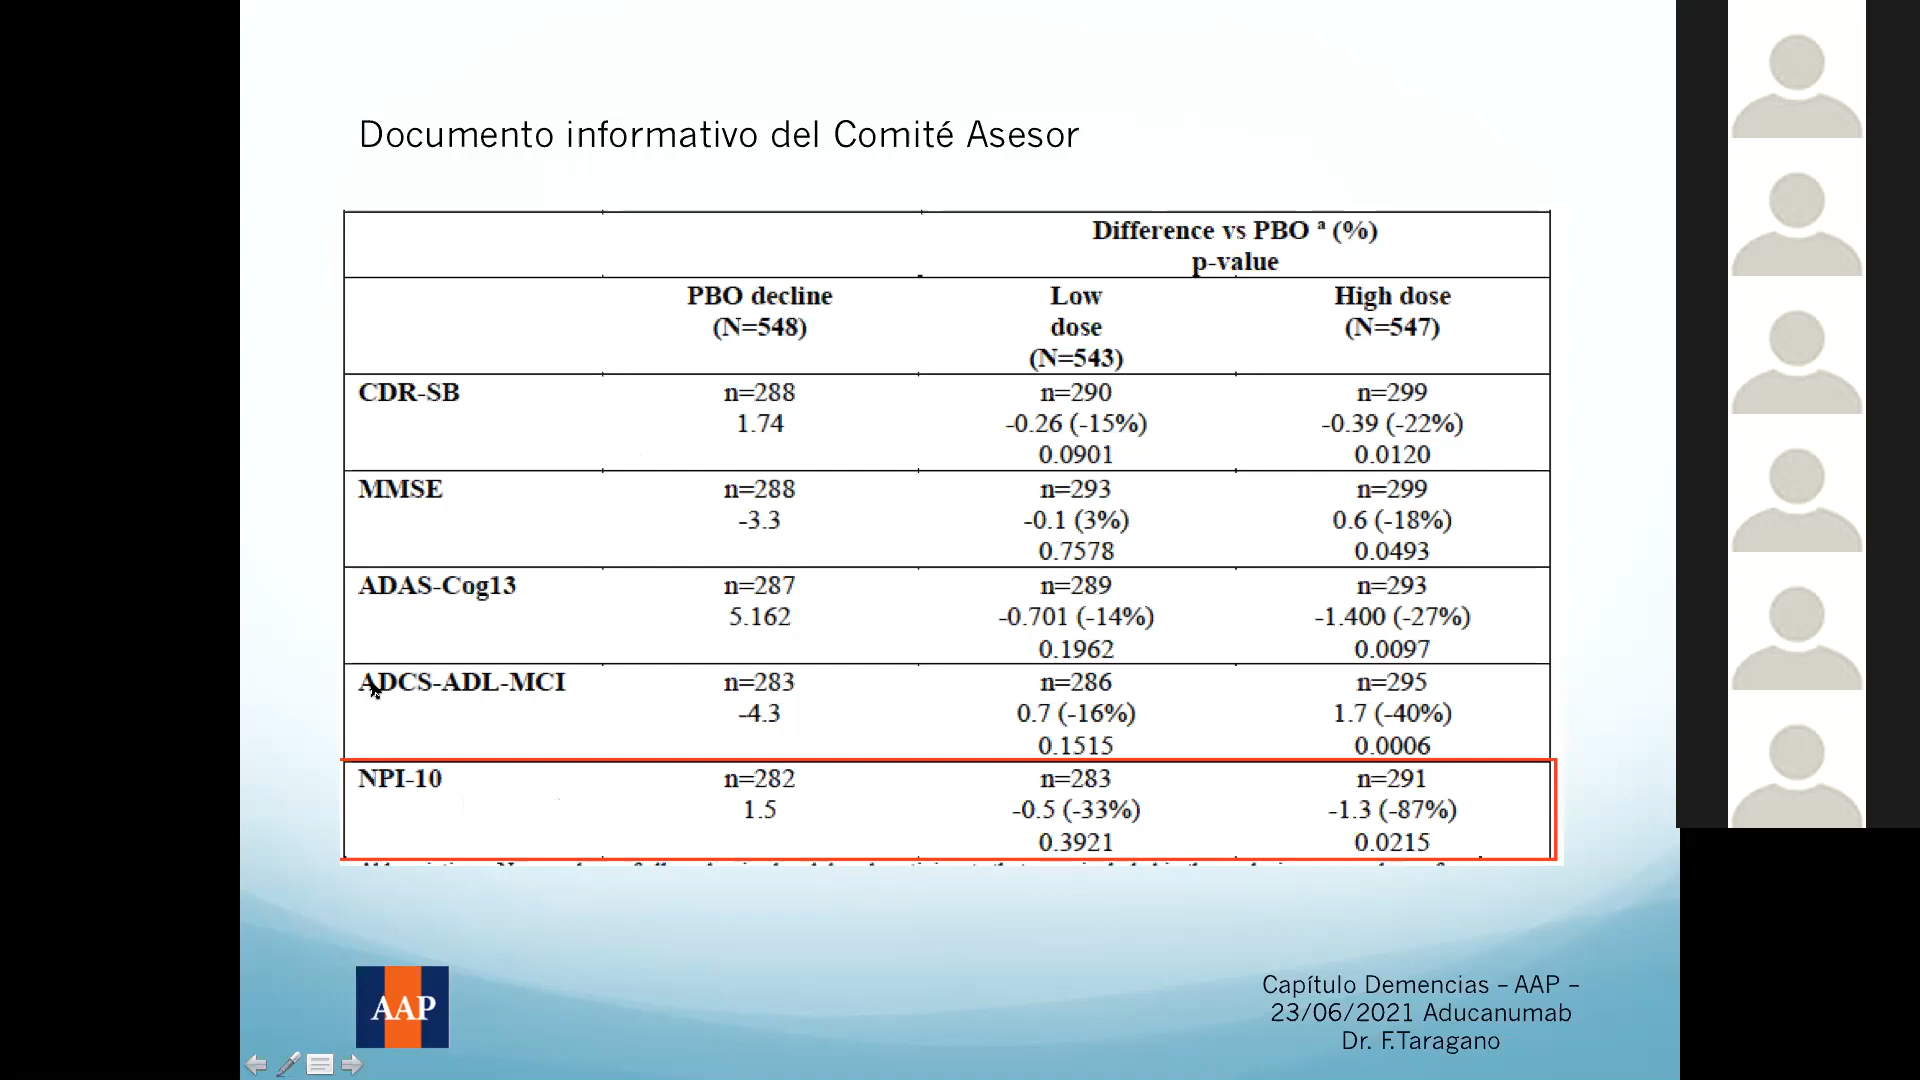 Documento informativo del Comité Asesor
Difference vs PBO ᵃ (%)
p-value
PBO decline
(N=548)
Low
dose
(N=543)
High dose
(N=547)
CDR-SB
n=288
1.74
n=290
-0.26 (-15%)
0.0901
n=299
-0.39 (-22%)
0.0120
MMSE
n=288
-3.3
n=293
-0.1 (3%)
0.7578
n=299
0.6 (-18%)
0.0493
ADAS-Cog13
n=287
5.162
n=289
-0.701 (-14%)
0.1962
n=293
-1.400 (-27%)
0.0097
ADCS-ADL-MCI
n=283
-4.3
n=286
0.7 (-16%)
0.1515
n=295
1.7 (-40%)
0.0006
NPI-10
n=282
1.5
n=283
-0.5 (-33%)
0.3921
n=291
-1.3 (-87%)
0.0215
AAP
Capítulo Demencias – AAP –
23/06/2021 Aducanumab
Dr. F.Taragano